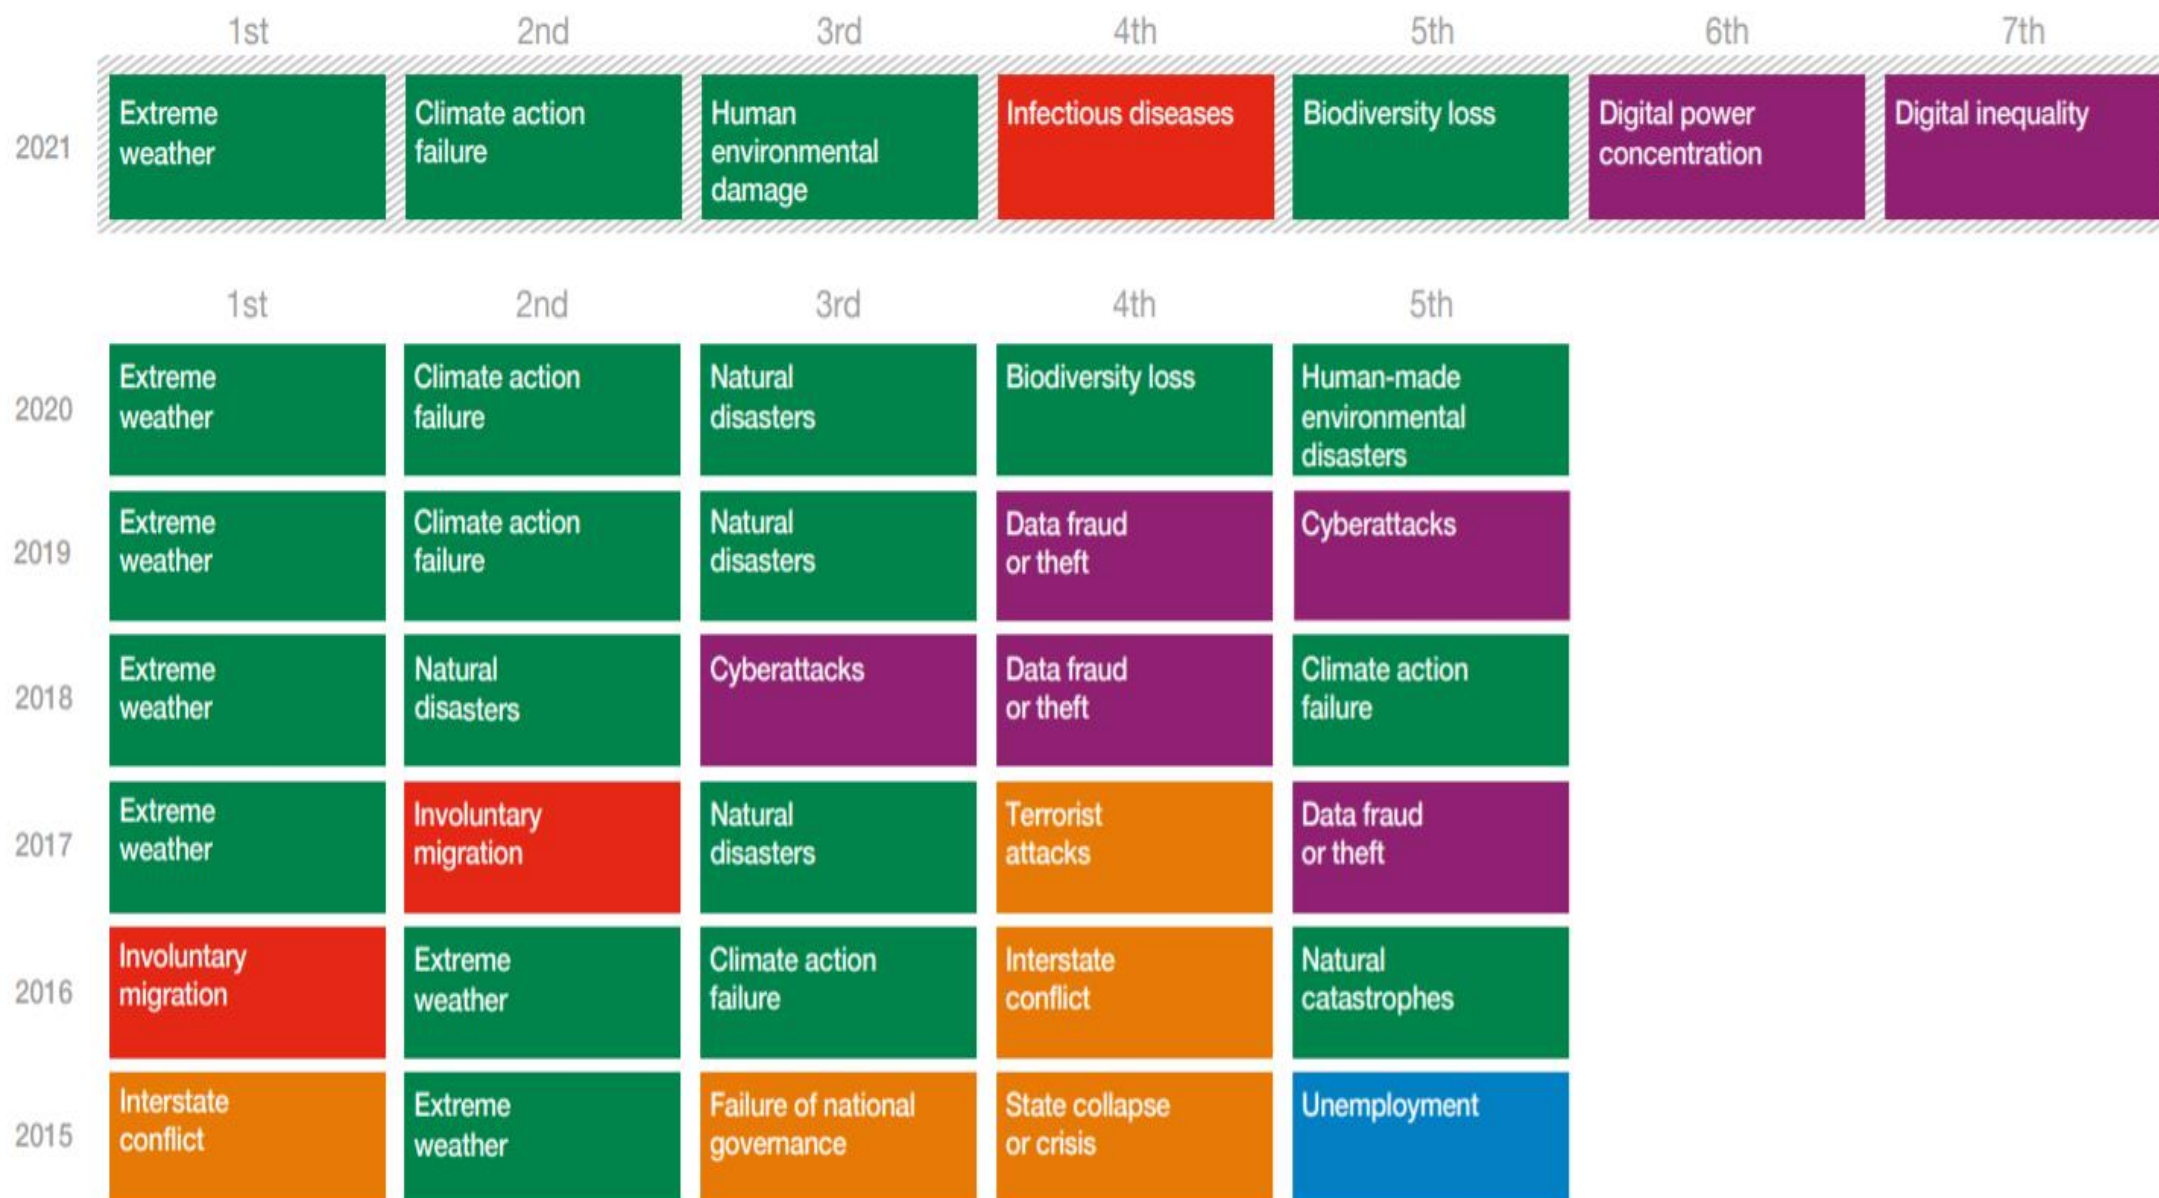 1st 2nd 3rd 4th 5th 6th 7th
2021
Extreme
weather
Climate action
failure
Human
environmental
damage
Infectious diseases
Biodiversity loss
Digital power
concentration
Digital inequality
1st 2nd 3rd 4th 5th
2020
Extreme
weather
Climate action
failure
Natural
disasters
Biodiversity loss
Human-made
environmental
disasters
2019
Extreme
weather
Climate action
failure
Natural
disasters
Data fraud
or theft
Cyberattacks
2018
Extreme
weather
Natural
disasters
Cyberattacks
Data fraud
or theft
Climate action
failure
2017
Extreme
weather
Involuntary
migration
Natural
disasters
Terrorist
attacks
Data fraud
or theft
2016
Involuntary
migration
Extreme
weather
Climate action
failure
Interstate
conflict
Natural
catastrophes
2015
Interstate
conflict
Extreme
weather
Failure of national
governance
State collapse
or crisis
Unemployment